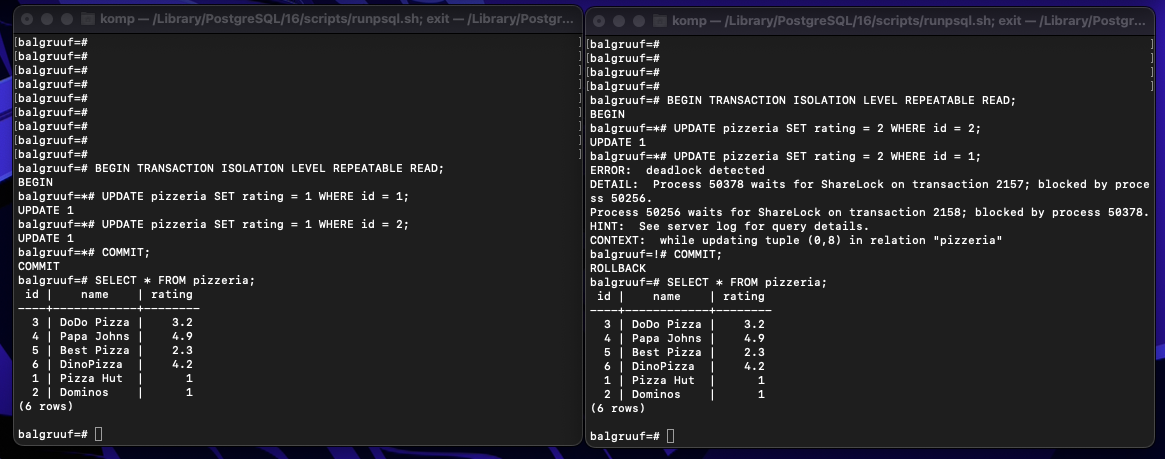 komp — /Library/PostgreSQL/16/scripts/runpsql.sh; exit — /Library/Postgr...
[balgruuf=# ]
[balgruuf=# ]
[balgruuf=# ]
[balgruuf=# ]
[balgruuf=# ]
[balgruuf=# ]
[balgruuf=# ]
[balgruuf=# ]
[balgruuf=# ]
balgruuf=# BEGIN TRANSACTION ISOLATION LEVEL REPEATABLE READ;
BEGIN
balgruuf=*# UPDATE pizzeria SET rating = 1 WHERE id = 1;
UPDATE 1
balgruuf=*# UPDATE pizzeria SET rating = 1 WHERE id = 2;
UPDATE 1
balgruuf=*# COMMIT;
COMMIT
balgruuf=# SELECT * FROM pizzeria;
 id |    name    | rating
----+------------+--------
  3 | DoDo Pizza |    3.2
  4 | Papa Johns |    4.9
  5 | Best Pizza |    2.3
  6 | DinoPizza  |    4.2
  1 | Pizza Hut  |      1
  2 | Dominos    |      1
(6 rows)
balgruuf=#
komp — /Library/PostgreSQL/16/scripts/runpsql.sh; exit — /Library/Postgr...
[balgruuf=# ]
[balgruuf=# ]
[balgruuf=# ]
[balgruuf=# ]
balgruuf=# BEGIN TRANSACTION ISOLATION LEVEL REPEATABLE READ;
BEGIN
balgruuf=*# UPDATE pizzeria SET rating = 2 WHERE id = 2;
UPDATE 1
balgruuf=*# UPDATE pizzeria SET rating = 2 WHERE id = 1;
ERROR:  deadlock detected
DETAIL:  Process 50378 waits for ShareLock on transaction 2157; blocked by proce
ss 50256.
Process 50256 waits for ShareLock on transaction 2158; blocked by process 50378.
HINT:  See server log for query details.
CONTEXT:  while updating tuple (0,8) in relation "pizzeria"
balgruuf=!# COMMIT;
ROLLBACK
balgruuf=# SELECT * FROM pizzeria;
 id |    name    | rating
----+------------+--------
  3 | DoDo Pizza |    3.2
  4 | Papa Johns |    4.9
  5 | Best Pizza |    2.3
  6 | DinoPizza  |    4.2
  1 | Pizza Hut  |      1
  2 | Dominos    |      1
(6 rows)
balgruuf=#